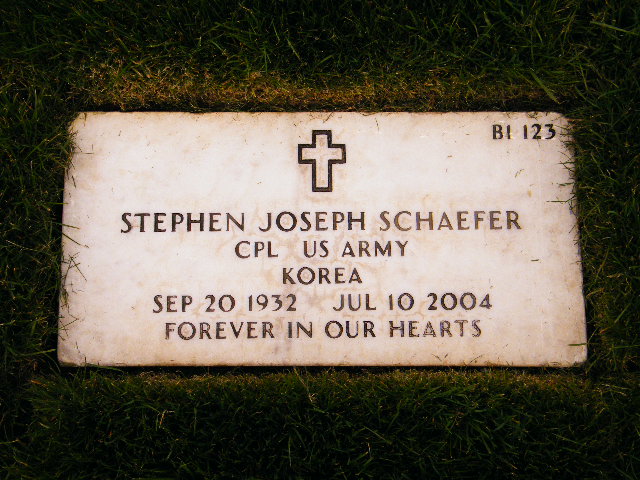 BI 123
STEPHEN JOSEPH SCHAEFER
CPL US ARMY
KOREA
SEP 20 1932 JUL 10 2004
FOREVER IN OUR HEARTS